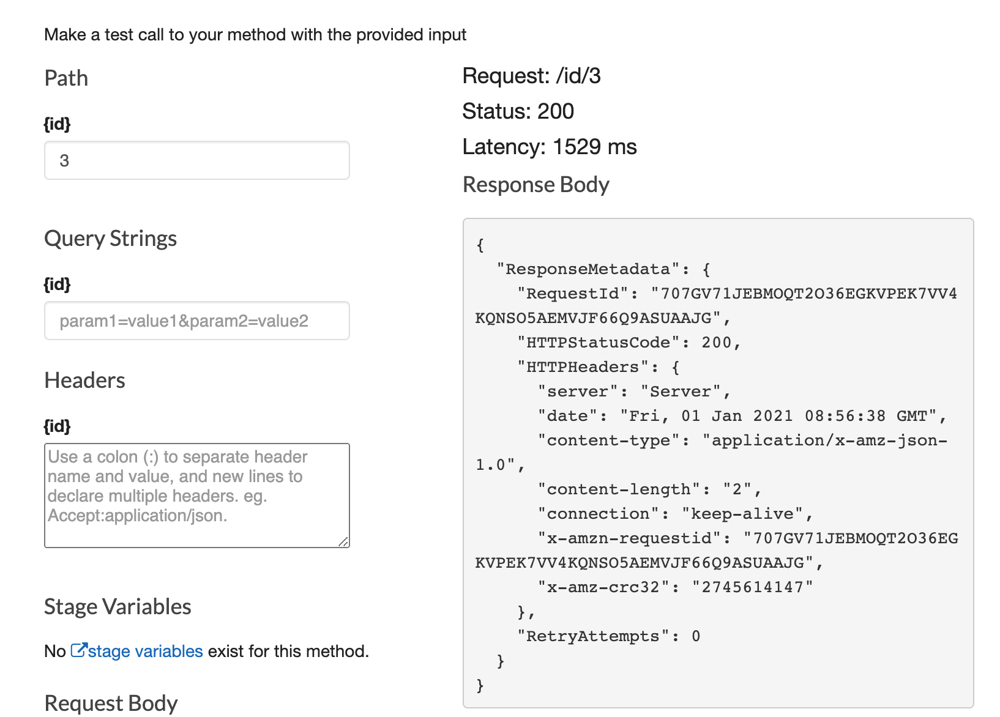 Make a test call to your method with the provided input
Path
{id}
3
Query Strings
{id}
param1=value1&param2=value2
Headers
{id}
Use a colon (:) to separate header
name and value, and new lines to
declare multiple headers. eg.
Accept:application/json.
Stage Variables
No stage variables exist for this method.
Request Body
Request: /id/3
Status: 200
Latency: 1529 ms
Response Body
{
  "ResponseMetadata": {
    "RequestId": "707GV71JEBMOQT2O36EGKVPEK7VV4
KQNSO5AEMVJF66Q9ASUAAJG",
    "HTTPStatusCode": 200,
    "HTTPHeaders": {
      "server": "Server",
      "date": "Fri, 01 Jan 2021 08:56:38 GMT",
      "content-type": "application/x-amz-json-
1.0",
      "content-length": "2",
      "connection": "keep-alive",
      "x-amzn-requestid": "707GV71JEBMOQT2O36EG
KVPEK7VV4KQNSO5AEMVJF66Q9ASUAAJG",
      "x-amz-crc32": "2745614147"
    },
    "RetryAttempts": 0
  }
}